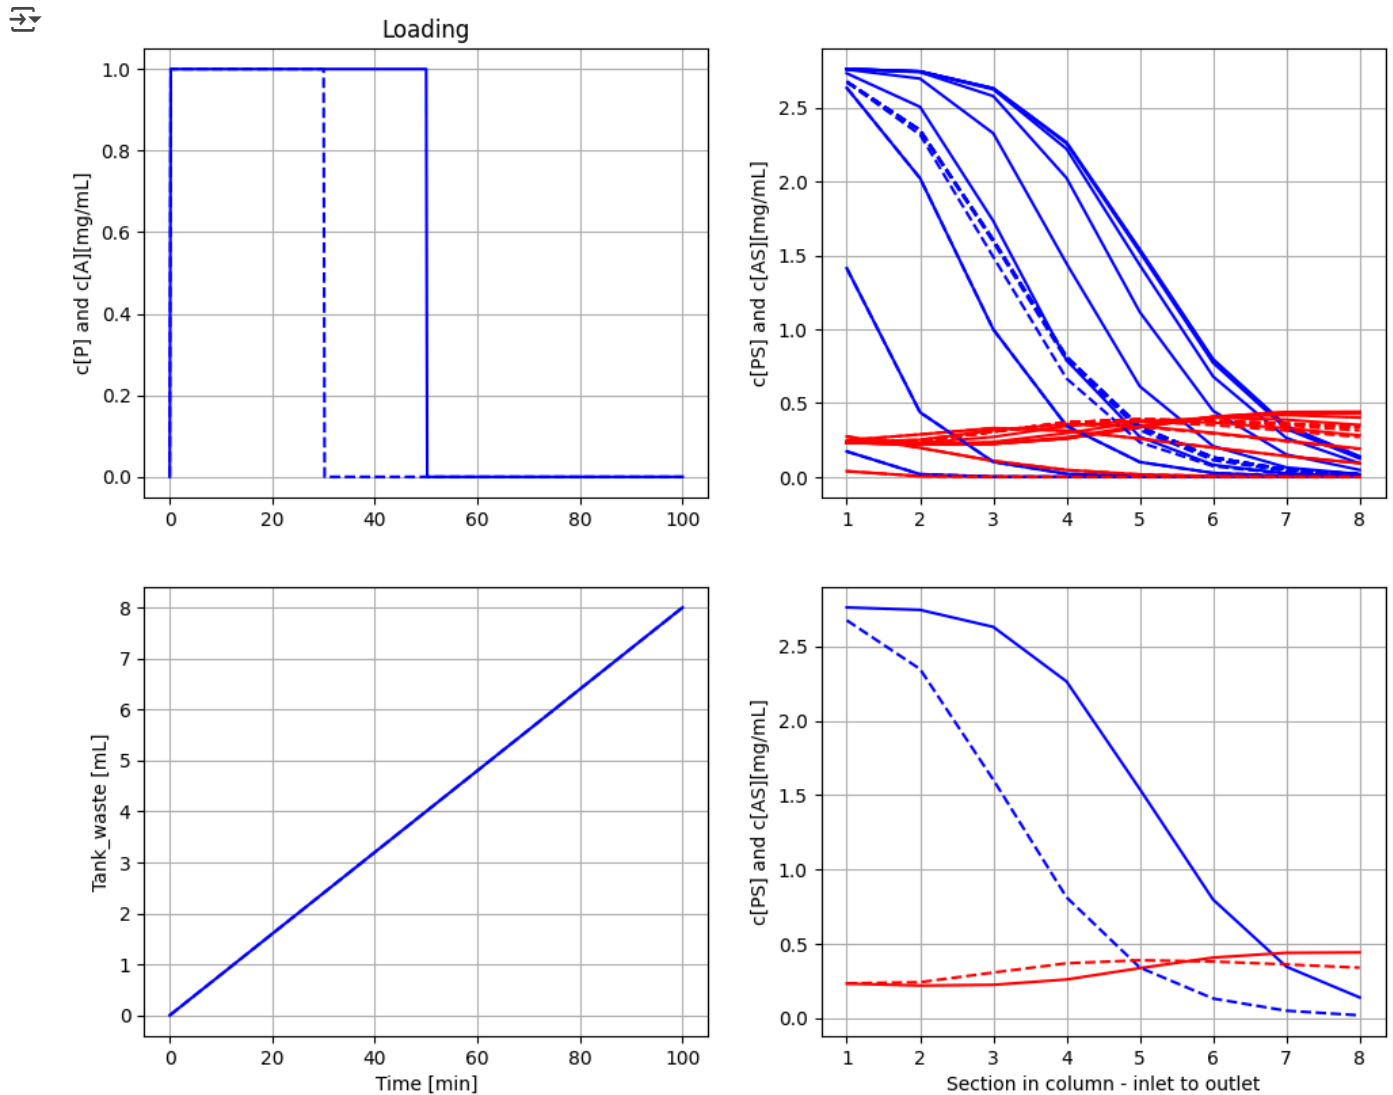 Loading
c[P] and c[A][mg/mL]
1.0
0.8
0.6
0.4
0.2
0.0
0 20 40 60 80 100
c[PS] and c[AS][mg/mL]
2.5
2.0
1.5
1.0
0.5
0.0
1 2 3 4 5 6 7 8
Tank_waste [mL]
8
7
6
5
4
3
2
1
0
0 20 40 60 80 100
Time [min]
c[PS] and c[AS][mg/mL]
2.5
2.0
1.5
1.0
0.5
0.0
1 2 3 4 5 6 7 8
Section in column - inlet to outlet